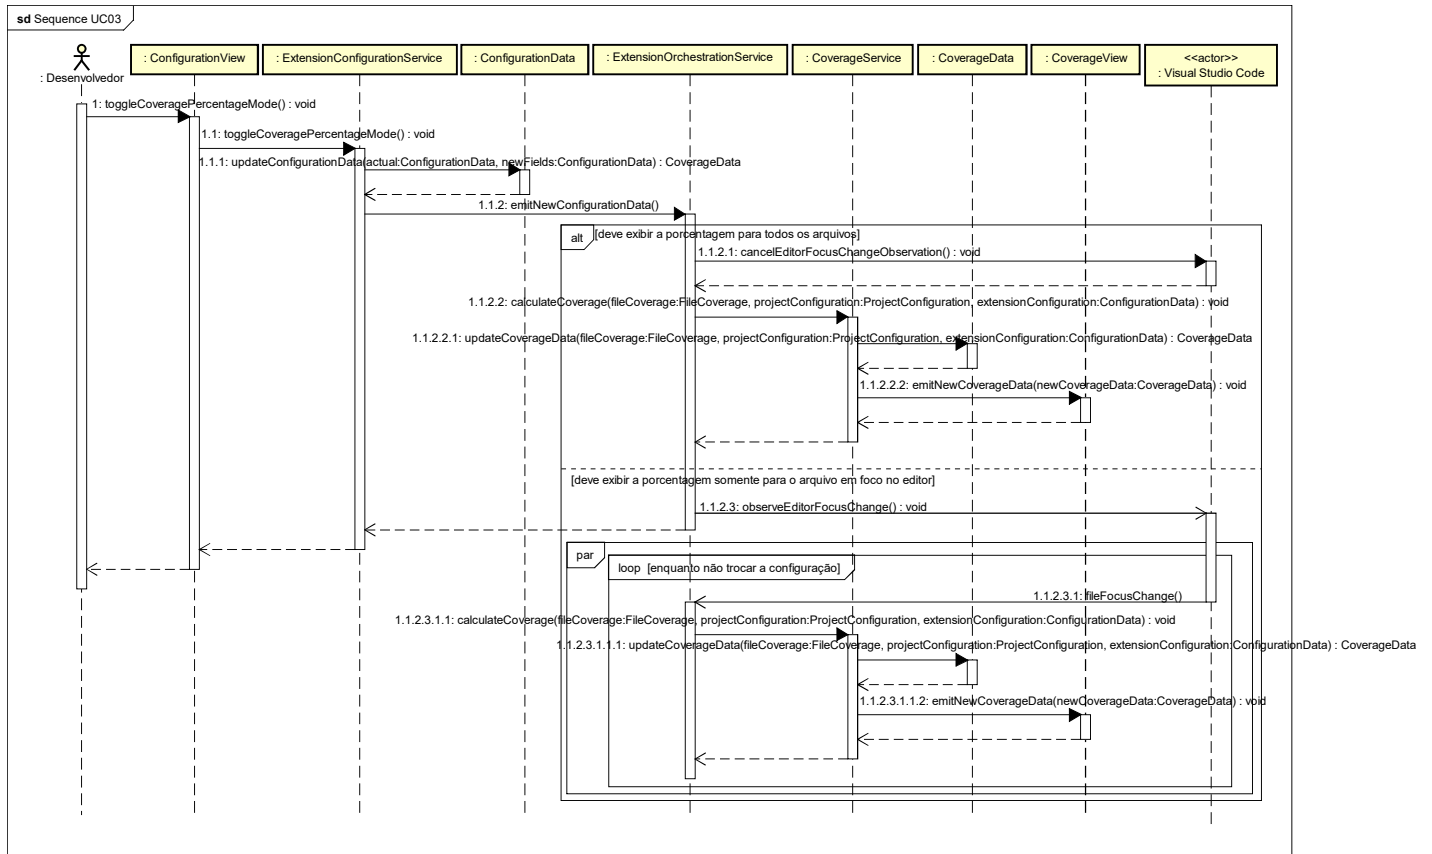 sd Sequence UC03
: Desenvolvedor
: ConfigurationView
: ExtensionConfigurationService
: ConfigurationData
: ExtensionOrchestrationService
: CoverageService
: CoverageData
: CoverageView
<<actor>>
: Visual Studio Code
1: toggleCoveragePercentageMode() : void
1.1: toggleCoveragePercentageMode() : void
1.1.1: updateConfigurationData(actual:ConfigurationData, newFields:ConfigurationData) : CoverageData
1.1.2: emitNewConfigurationData()
alt
[deve exibir a porcentagem para todos os arquivos]
1.1.2.1: cancelEditorFocusChangeObservation() : void
1.1.2.2: calculateCoverage(fileCoverage:FileCoverage, projectConfiguration:ProjectConfiguration, extensionConfiguration:ConfigurationData) : void
1.1.2.2.1: updateCoverageData(fileCoverage:FileCoverage, projectConfiguration:ProjectConfiguration, extensionConfiguration:ConfigurationData) : CoverageData
1.1.2.2.2: emitNewCoverageData(newCoverageData:CoverageData) : void
[deve exibir a porcentagem somente para o arquivo em foco no editor]
1.1.2.3: observeEditorFocusChange() : void
par
loop [enquanto não trocar a configuração]
1.1.2.3.1: fileFocusChange()
1.1.2.3.1.1: calculateCoverage(fileCoverage:FileCoverage, projectConfiguration:ProjectConfiguration, extensionConfiguration:ConfigurationData) : void
1.1.2.3.1.1.1: updateCoverageData(fileCoverage:FileCoverage, projectConfiguration:ProjectConfiguration, extensionConfiguration:ConfigurationData) : CoverageData
1.1.2.3.1.1.2: emitNewCoverageData(newCoverageData:CoverageData) : void